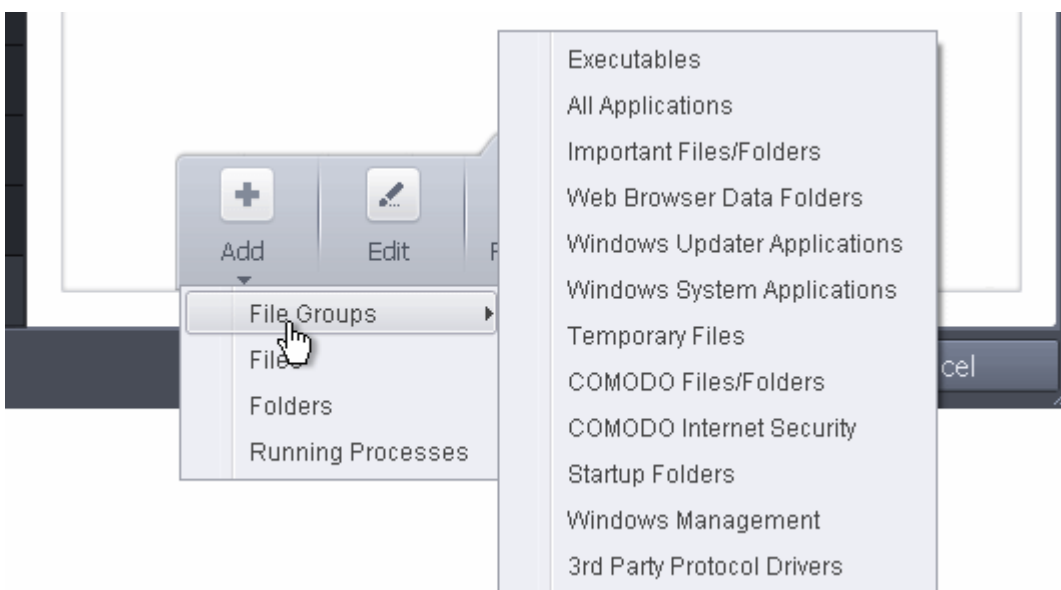 Add
Edit
File Groups
Files
Folders
Running Processes
Executables
All Applications
Important Files/Folders
Web Browser Data Folders
Windows Updater Applications
Windows System Applications
Temporary Files
COMODO Files/Folders
COMODO Internet Security
Startup Folders
Windows Management
3rd Party Protocol Drivers
cel